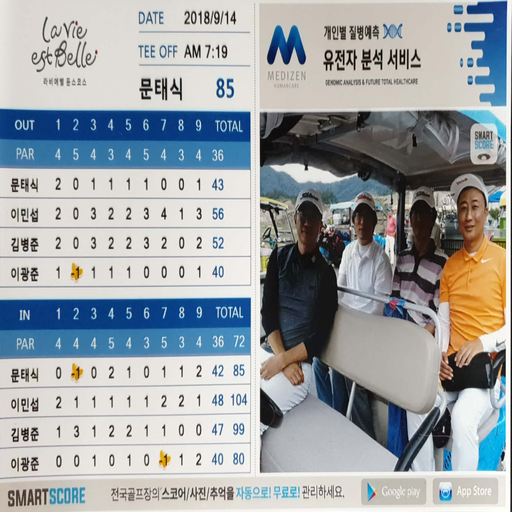 La vie
est Belle
라비에벨 듄스코스
DATE 2018/9/14
TEE OFF AM 7:19
문태식 85
OUT 1 2 3 4 5 6 7 8 9 TOTAL
PAR 4 5 4 3 4 5 4 3 4 36
문태식 2 0 1 1 1 1 0 0 1 43
이민섭 2 0 3 2 2 3 4 1 3 56
김병준 2 0 3 2 2 3 2 0 2 52
이광준 1 -1 1 1 1 0 0 0 1 40
IN 1 2 3 4 5 6 7 8 9 TOTAL
PAR 4 4 4 5 4 3 5 3 4 36 72
문태식 0 -1 0 2 1 0 1 1 2 42 85
이민섭 2 1 1 1 1 1 2 2 1 48 104
김병준 1 3 1 2 2 1 1 0 0 47 99
이광준 0 0 1 0 1 0 -1 1 2 40 80
MEDIZEN
HUMANCARE
개인별 질병예측
유전자 분석 서비스
GENOMIC ANALYSIS & FUTURE TOTAL HEALTHCARE
SMART
SCORE
SMARTSCORE 전국골프장의 '스코어/사진/추억'을 자동으로! 무료로! 관리하세요. Google play App Store